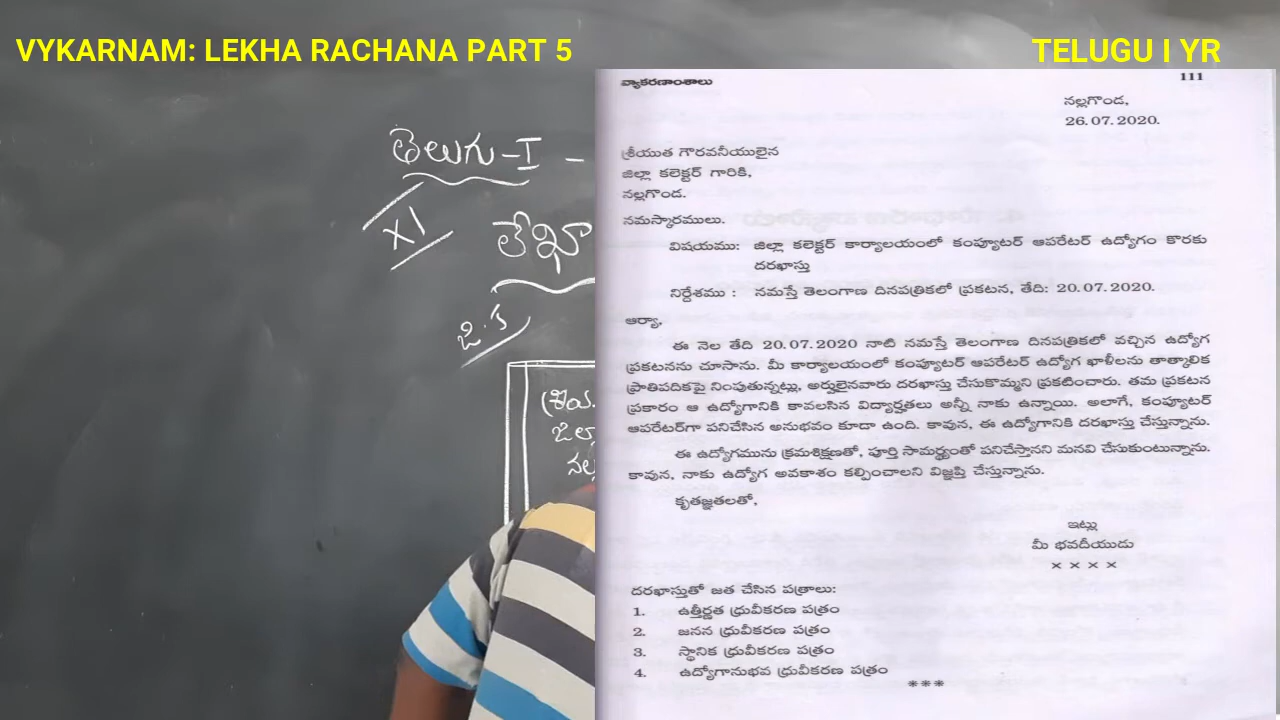 VYKARNAM: LEKHA RACHANA PART 5
TELUGU I YR
తెలుగు - I -
XI
లేఖా
జి.క
శ్రీయు.
జిల్లా
నల్ల
వ్యాకరణాంశాలు
111
నల్లగొండ,
26.07.2020.
శ్రీయుత గౌరవనీయులైన
జిల్లా కలెక్టర్ గారికి,
నల్లగొండ.
నమస్కారములు.
విషయము: జిల్లా కలెక్టర్ కార్యాలయంలో కంప్యూటర్ ఆపరేటర్ ఉద్యోగం కొరకు
దరఖాస్తు
నిర్దేశము : నమస్తే తెలంగాణ దినపత్రికలో ప్రకటన, తేది: 20.07.2020.
ఆర్యా,
ఈ నెల తేది 20.07.2020 నాటి నమస్తే తెలంగాణ దినపత్రికలో వచ్చిన ఉద్యోగ
ప్రకటనను చూసాను. మీ కార్యాలయంలో కంప్యూటర్ ఆపరేటర్ ఉద్యోగ ఖాళీలను తాత్కాలిక
ప్రాతిపదికపై నింపుతున్నట్లు, అర్హులైనవారు దరఖాస్తు చేసుకొమ్మని ప్రకటించారు. తమ ప్రకటన
ప్రకారం ఆ ఉద్యోగానికి కావలసిన విద్యార్హతలు అన్నీ నాకు ఉన్నాయి. అలాగే, కంప్యూటర్
ఆపరేటర్‌గా పనిచేసిన అనుభవం కూడా ఉంది. కావున, ఈ ఉద్యోగానికి దరఖాస్తు చేస్తున్నాను.
ఈ ఉద్యోగమును క్రమశిక్షణతో, పూర్తి సామర్థ్యంతో పనిచేస్తానని మనవి చేసుకుంటున్నాను.
కావున, నాకు ఉద్యోగ అవకాశం కల్పించాలని విజ్ఞప్తి చేస్తున్నాను.
కృతజ్ఞతలతో,
ఇట్లు
మీ భవదీయుడు
× × × ×
దరఖాస్తుతో జత చేసిన పత్రాలు:
1. ఉత్తీర్ణత ధ్రువీకరణ పత్రం
2. జనన ధ్రువీకరణ పత్రం
3. స్థానిక ధ్రువీకరణ పత్రం
4. ఉద్యోగానుభవ ధ్రువీకరణ పత్రం
***